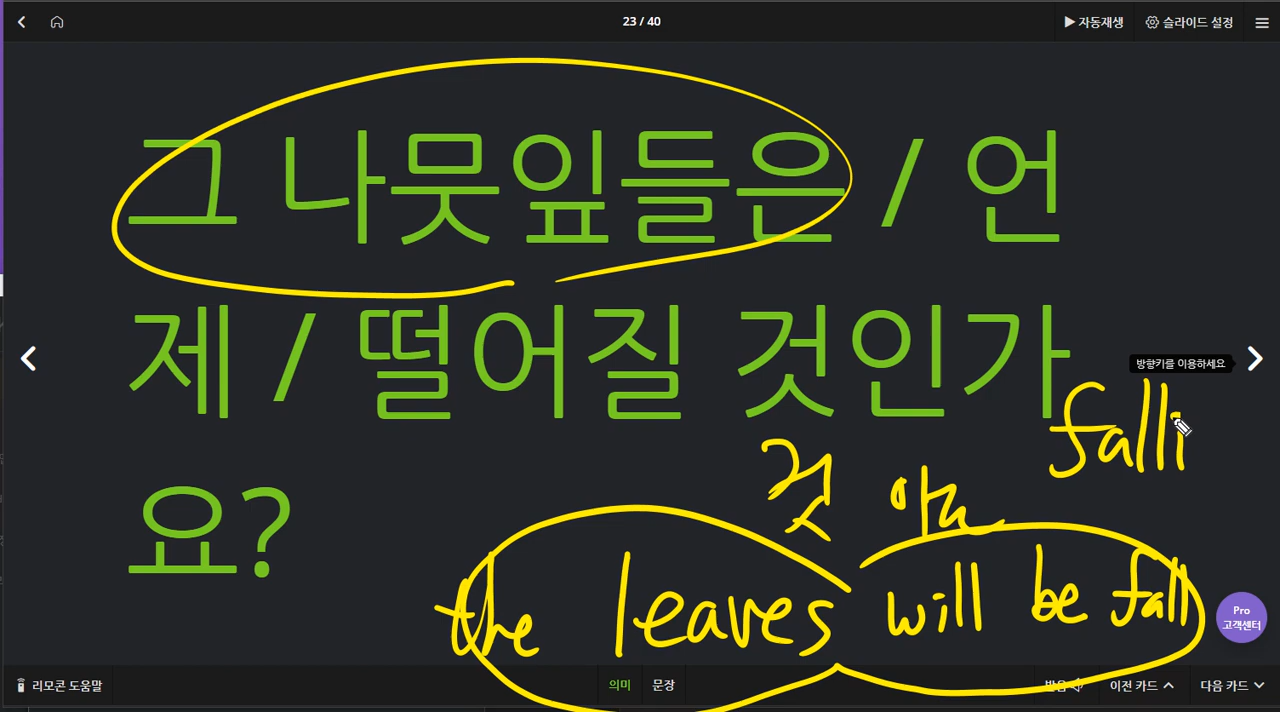 23 / 40
▶ 자동재생
슬라이드 설정
그 나뭇잎들은 / 언
제 / 떨어질 것인가
요?
방향키를 이용하세요
falli
것
the leaves will be fall
Pro
고객센터
리모콘 도움말
의미
문장
발음
이전 카드
다음 카드